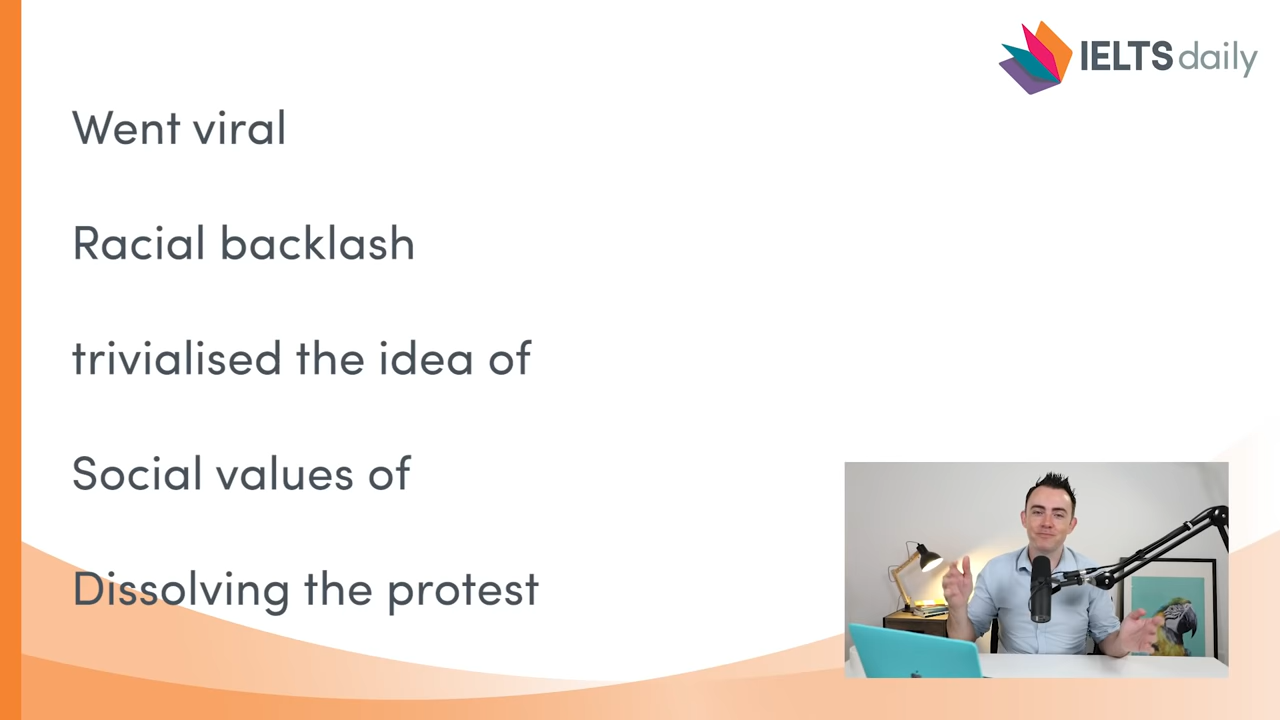 IELTS daily
Went viral
Racial backlash
trivialised the idea of
Social values of
Dissolving the protest